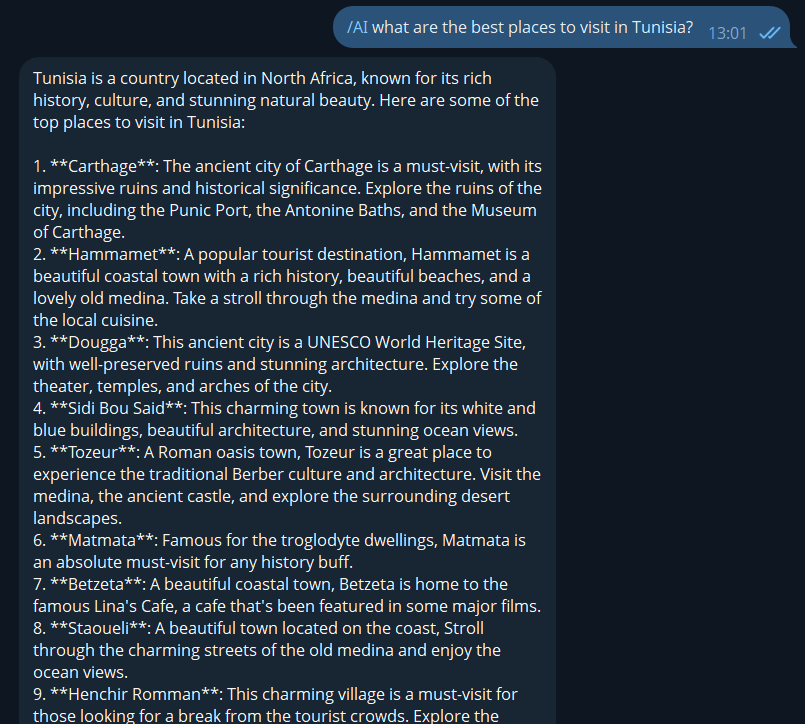 /AI what are the best places to visit in Tunisia? 13:01
Tunisia is a country located in North Africa, known for its rich
history, culture, and stunning natural beauty. Here are some of the
top places to visit in Tunisia:
1. **Carthage**: The ancient city of Carthage is a must-visit, with its
impressive ruins and historical significance. Explore the ruins of the
city, including the Punic Port, the Antonine Baths, and the Museum
of Carthage.
2. **Hammamet**: A popular tourist destination, Hammamet is a
beautiful coastal town with a rich history, beautiful beaches, and a
lovely old medina. Take a stroll through the medina and try some of
the local cuisine.
3. **Dougga**: This ancient city is a UNESCO World Heritage Site,
with well-preserved ruins and stunning architecture. Explore the
theater, temples, and arches of the city.
4. **Sidi Bou Said**: This charming town is known for its white and
blue buildings, beautiful architecture, and stunning ocean views.
5. **Tozeur**: A Roman oasis town, Tozeur is a great place to
experience the traditional Berber culture and architecture. Visit the
medina, the ancient castle, and explore the surrounding desert
landscapes.
6. **Matmata**: Famous for the troglodyte dwellings, Matmata is
an absolute must-visit for any history buff.
7. **Betzeta**: A beautiful coastal town, Betzeta is home to the
famous Lina's Cafe, a cafe that's been featured in some major films.
8. **Staoueli**: A beautiful town located on the coast, Stroll
through the charming streets of the old medina and enjoy the
ocean views.
9. **Henchir Romman**: This charming village is a must-visit for
those looking for a break from the tourist crowds. Explore the